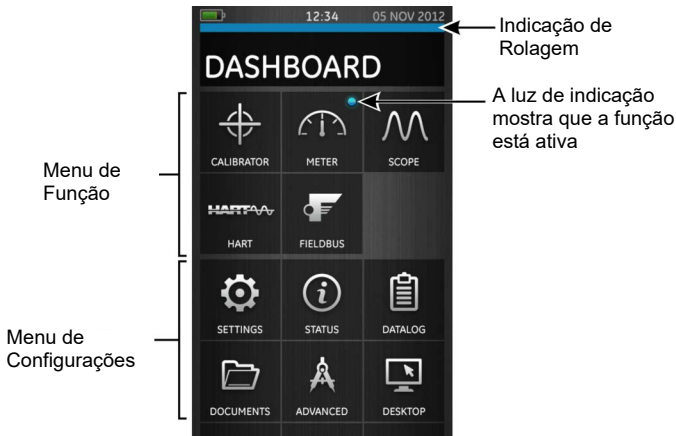 12:34 05 NOV 2012
Indicação de
Rolagem
DASHBOARD
A luz de indicação
mostra que a função
está ativa
Menu de
Função
CALIBRATOR METER SCOPE
HART
HART FIELDBUS
Menu de
Configurações
SETTINGS STATUS DATALOG
DOCUMENTS ADVANCED DESKTOP